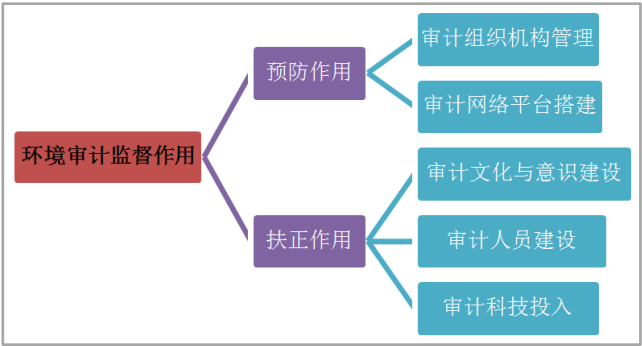 环境审计监督作用
预防作用
审计组织机构管理
审计网络平台搭建
扶正作用
审计文化与意识建设
审计人员建设
审计科技投入